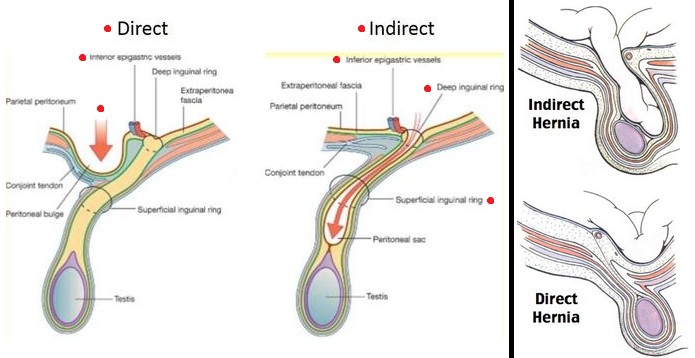 Direct
Inferior epigastric vessels
Deep inguinal ring
Extraperitonea
fascia
Parietal peritoneum
Conjoint tendon
Peritoneal bulge
Superficial inguinal ring
Testis
Indirect
Inferior epigastric vessels
Deep inguinal ring
Extraperitoneal fascia
Parietal peritoneum
Conjoint tendon
Superficial inguinal ring
Peritoneal sac
Testis
Indirect
Hernia
Direct
Hernia